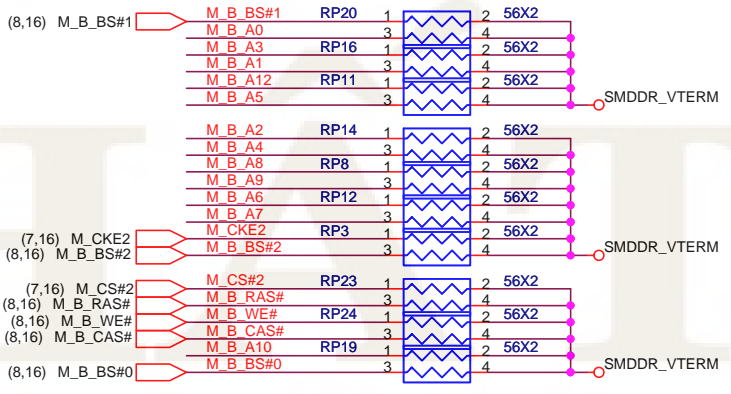 M_B_BS#1 RP20 1 2 56X2
(8,16) M_B_BS#1
M_B_A0 3 4
M_B_A3 RP16 1 2 56X2
M_B_A1 3 4
M_B_A12 RP11 1 2 56X2
M_B_A5 3 4 SMDDR_VTERM
M_B_A2 RP14 1 2 56X2
M_B_A4 3 4
M_B_A8 RP8 1 2 56X2
M_B_A9 3 4
M_B_A6 RP12 1 2 56X2
M_B_A7 3 4
(7,16) M_CKE2 M_CKE2 RP3 1 2 56X2
(8,16) M_B_BS#2 M_B_BS#2 3 4 SMDDR_VTERM
(7,16) M_CS#2 M_CS#2 RP23 1 2 56X2
(8,16) M_B_RAS# M_B_RAS# 3 4
(8,16) M_B_WE# M_B_WE# RP24 1 2 56X2
(8,16) M_B_CAS# M_B_CAS# 3 4
M_B_A10 RP19 1 2 56X2
(8,16) M_B_BS#0 M_B_BS#0 3 4 SMDDR_VTERM